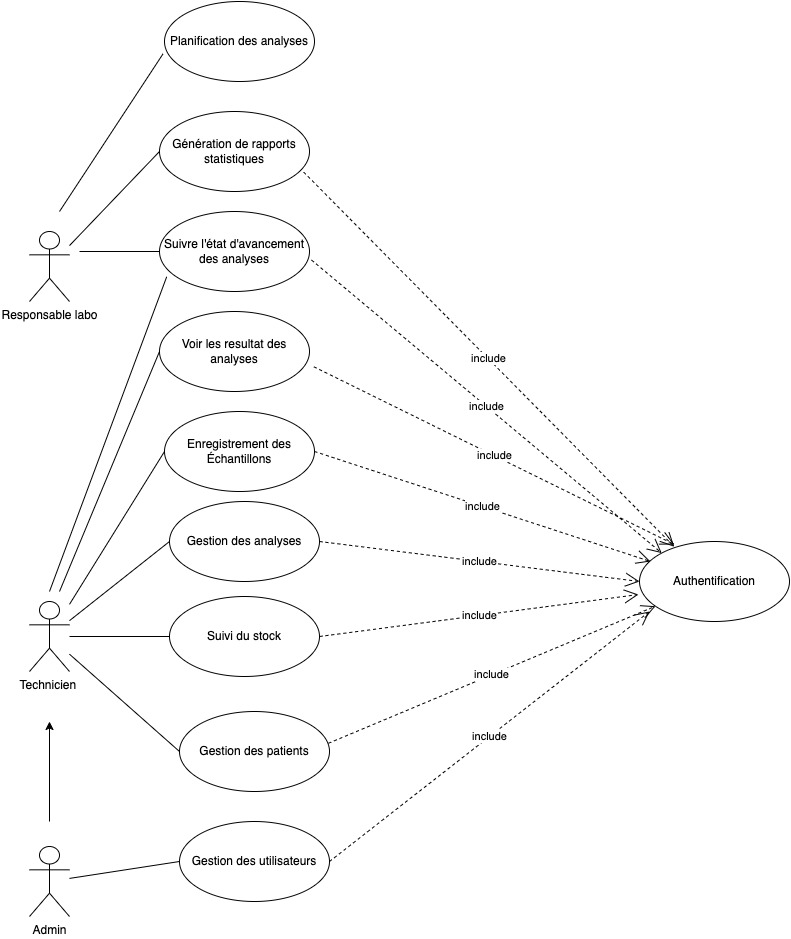 Planification des analyses
Génération de rapports
statistiques
Suivre l'état d'avancement
des analyses
Responsable labo
Voir les resultat des
analyses
include
include
Enregistrement des
Échantillons
include
include
Gestion des analyses
include
Authentification
Suivi du stock
include
Technicien
include
Gestion des patients
include
Gestion des utilisateurs
Admin